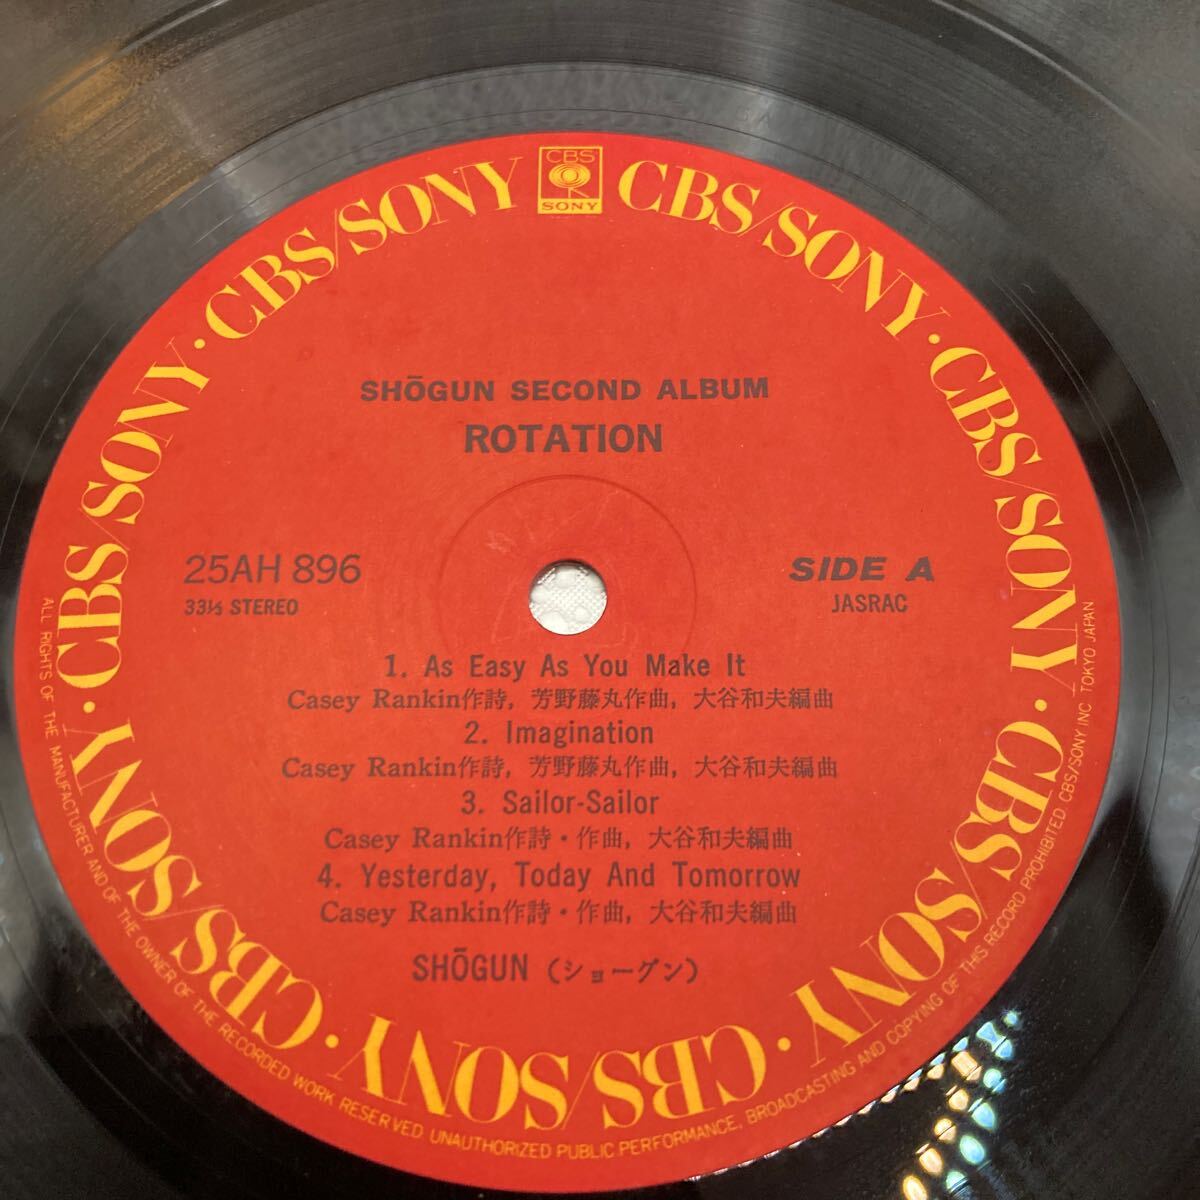 CBS
SONY
CBS/SONY · CBS/SONY · CBS/SONY · CBS/SONY · CBS/SONY · CBS/SONY · CBS/SONY · CBS/SONY
SHŌGUN SECOND ALBUM
ROTATION
25AH 896
33⅓ STEREO
SIDE A
JASRAC
1. As Easy As You Make It
Casey Rankin作詩, 芳野藤丸作曲, 大谷和夫編曲
2. Imagination
Casey Rankin作詩, 芳野藤丸作曲, 大谷和夫編曲
3. Sailor-Sailor
Casey Rankin作詩・作曲, 大谷和夫編曲
4. Yesterday, Today And Tomorrow
Casey Rankin作詩・作曲, 大谷和夫編曲
SHŌGUN (ショーグン)
ALL RIGHTS OF THE MANUFACTURER AND OF THE OWNER OF THE RECORDED WORK RESERVED UNAUTHORIZED PUBLIC PERFORMANCE, BROADCASTING AND COPYING OF THIS RECORD PROHIBITED CBS/SONY INC TOKYO JAPAN